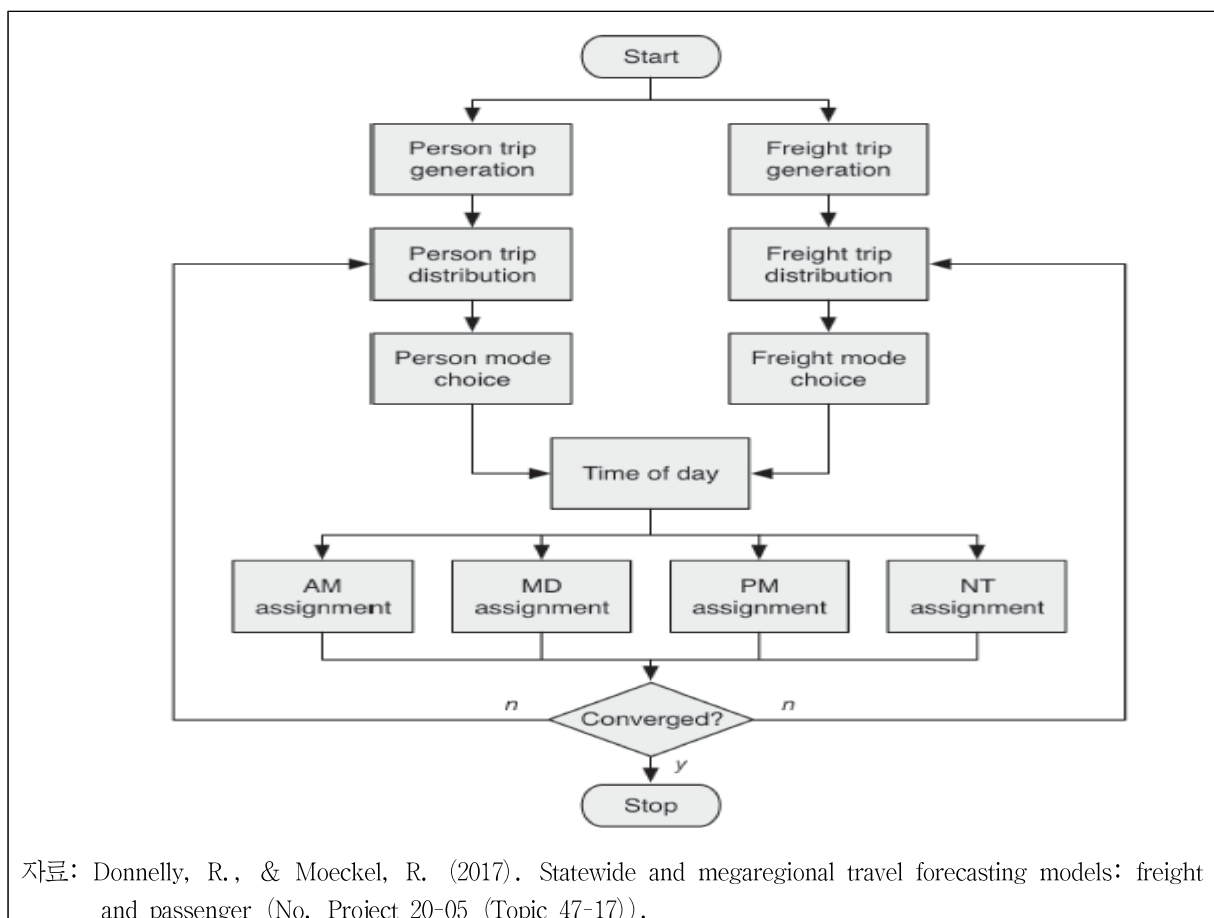 Start
Person trip
generation
Freight trip
generation
Person trip
distribution
Freight trip
distribution
Person mode
choice
Freight mode
choice
Time of day
AM
assignment
MD
assignment
PM
assignment
NT
assignment
n
Converged?
n
y
Stop
자료: Donnelly, R., & Moeckel, R. (2017). Statewide and megaregional travel forecasting models: freight
and passenger (No. Project 20-05 (Topic 47-17)).